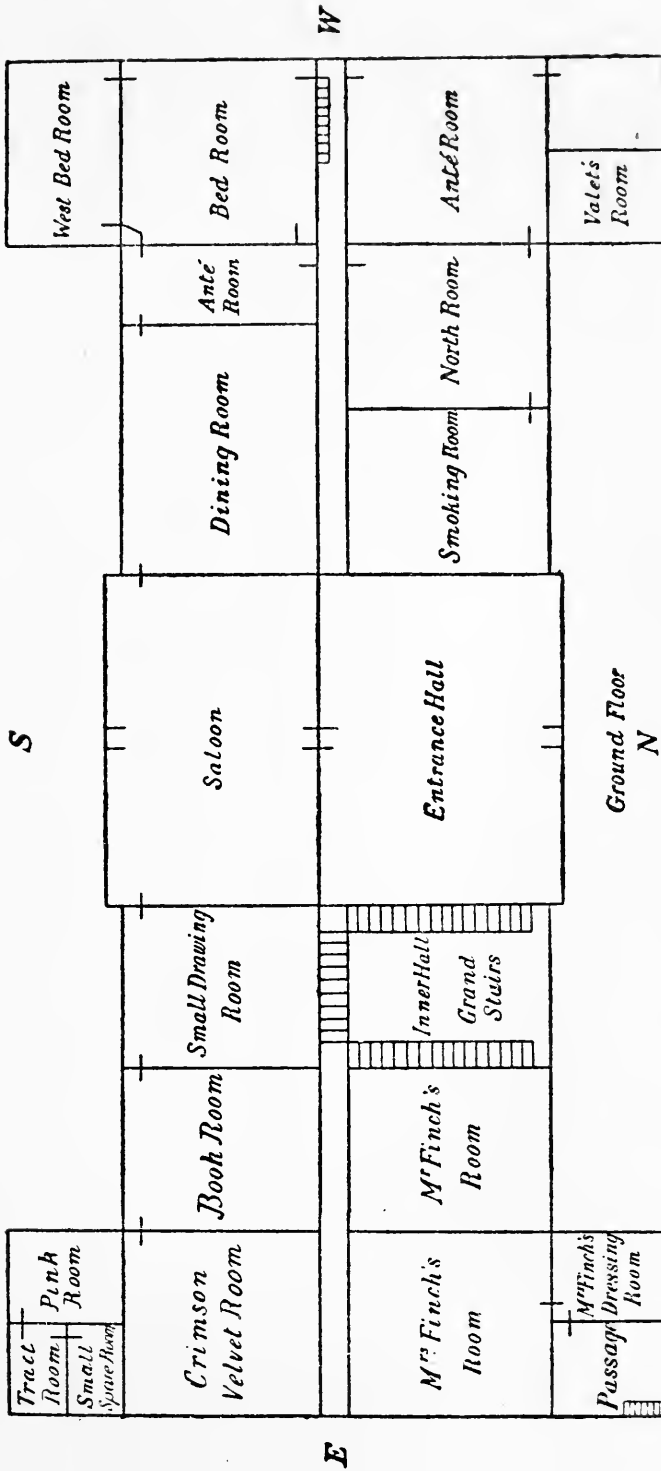 S
Tract
Room
Small
Spare Room
Pink
Room
West Bed Room
Crimson
Velvet Room
Book Room
Small Drawing
Room
Saloon
Dining Room
Anté
Room
Bed Room
E
W
Mrs Finch's
Room
Mr Finch's
Room
Inner Hall
Grand
Stairs
Entrance Hall
Smoking Room
North Room
Anté Room
Passage
Finch's
Dressing
Room
Valet's
Room
Ground Floor
N